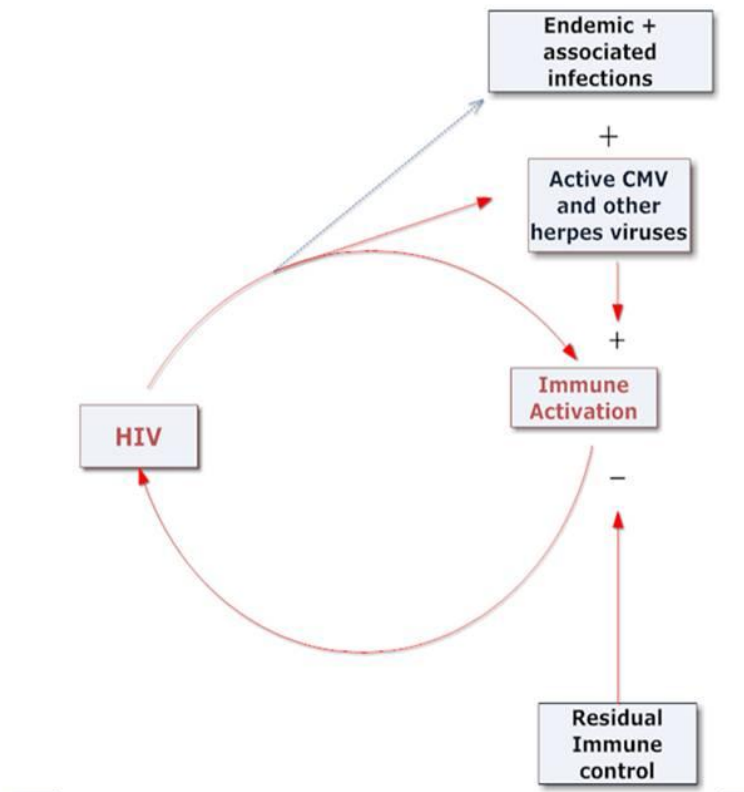 Endemic +
associated
infections
+
Active CMV
and other
herpes viruses
+
Immune
Activation
HIV
–
Residual
Immune
control